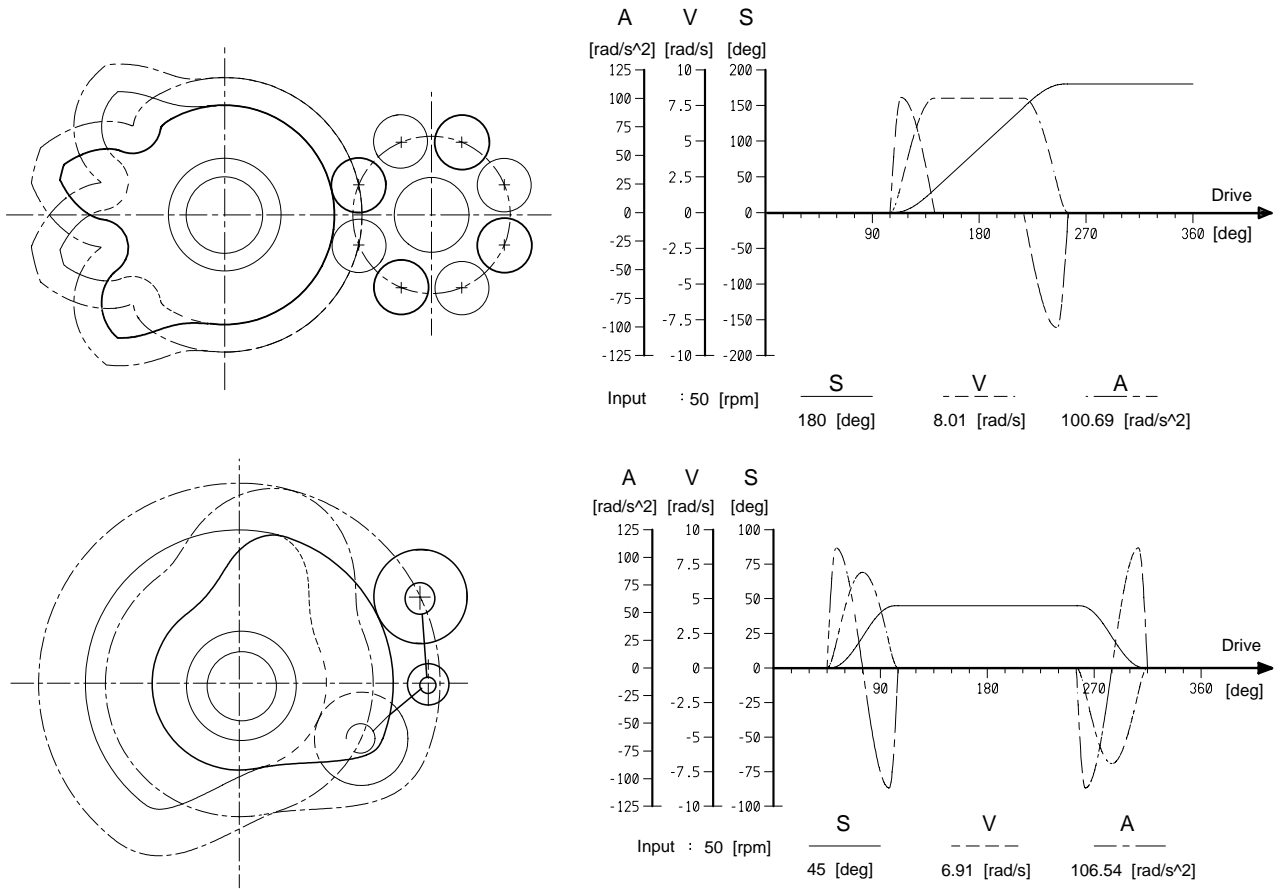 A V S
[rad/s^2] [rad/s] [deg]
125 10 200
100 7.5 150
75 5 100
50 2.5 50
25 0 0
0 -2.5 -50
-25 -5 -100
-50 -7.5 -150
-75 -10 -200
-100
-125
Drive
90 180 270 360 [deg]
Input : 50 [rpm]
S V A
180 [deg] 8.01 [rad/s] 100.69 [rad/s^2]
A V S
[rad/s^2] [rad/s] [deg]
125 10 100
100 7.5 75
75 5 50
50 2.5 25
25 0 0
0 -2.5 -25
-25 -5 -50
-50 -7.5 -75
-75 -10 -100
-100
-125
Drive
90 180 270 360 [deg]
Input : 50 [rpm]
S V A
45 [deg] 6.91 [rad/s] 106.54 [rad/s^2]